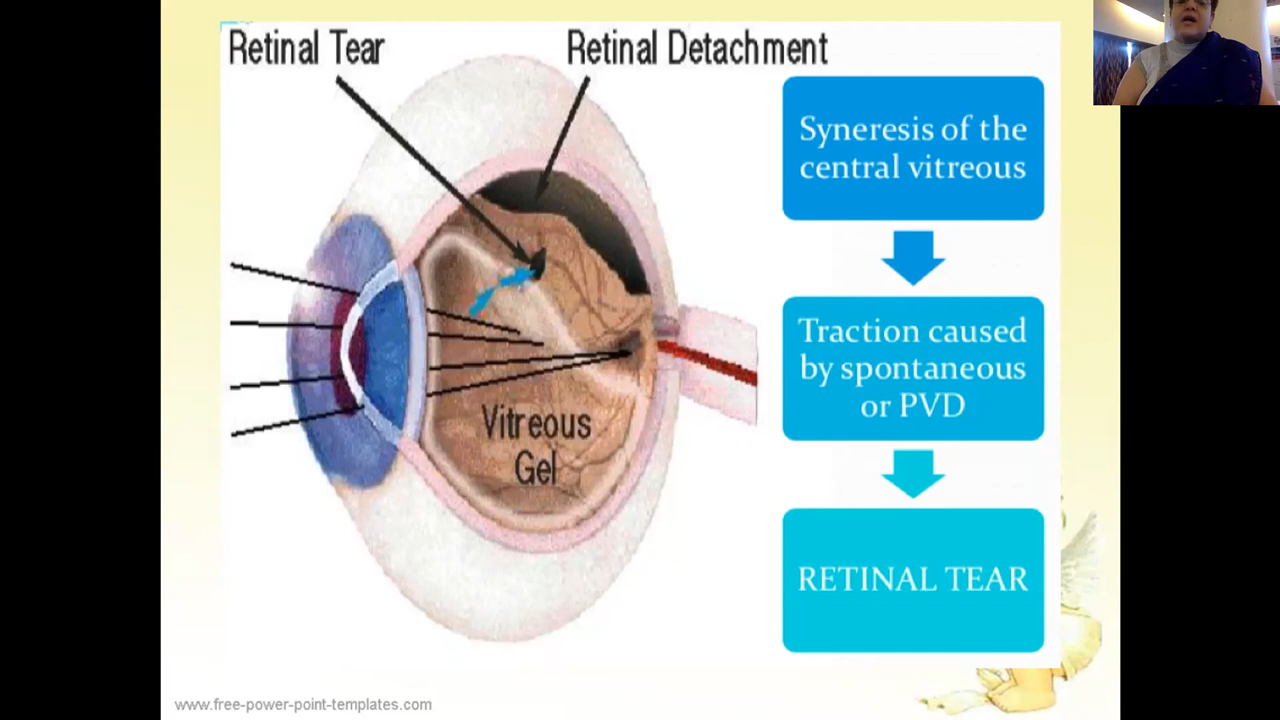 Retinal Tear
Retinal Detachment
Vitreous
Gel
Syneresis of the
central vitreous
Traction caused
by spontaneous
or PVD
RETINAL TEAR
www.free-power-point-templates.com